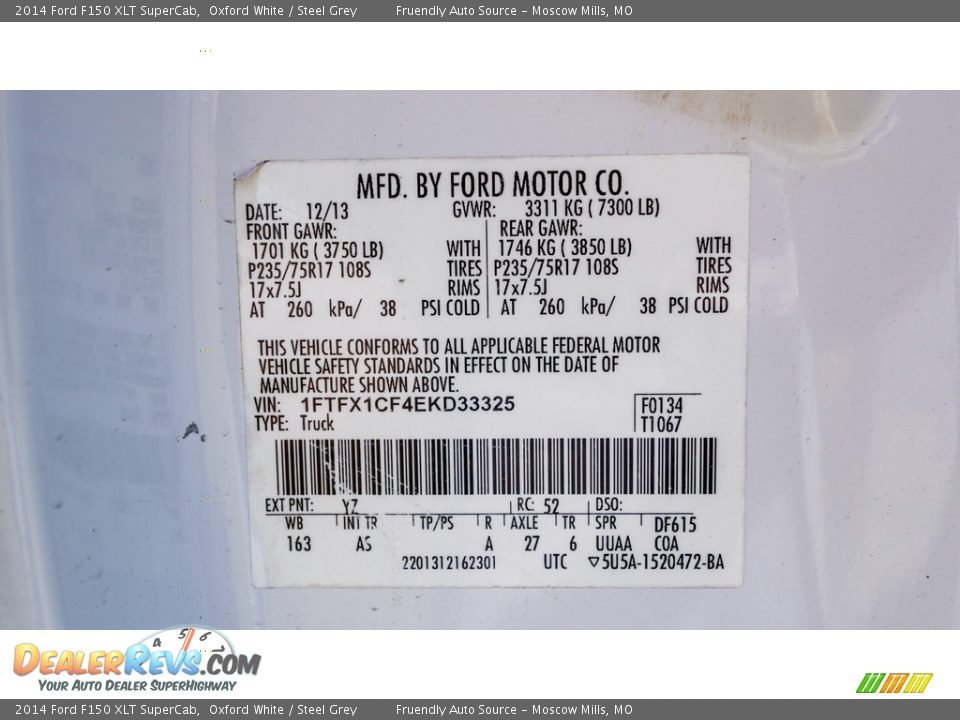 2014 Ford F150 XLT SuperCab,  Oxford White / Steel Grey  Fruendly Auto Source – Moscow Mills, MO
MFD. BY FORD MOTOR CO.
DATE: 12/13 GVWR: 3311 KG ( 7300 LB)
FRONT GAWR: REAR GAWR:
1701 KG ( 3750 LB) WITH 1746 KG ( 3850 LB) WITH
P235/75R17 108S TIRES P235/75R17 108S TIRES
17x7.5J RIMS 17x7.5J RIMS
AT 260 kPa/ 38 PSI COLD AT 260 kPa/ 38 PSI COLD
THIS VEHICLE CONFORMS TO ALL APPLICABLE FEDERAL MOTOR
VEHICLE SAFETY STANDARDS IN EFFECT ON THE DATE OF
MANUFACTURE SHOWN ABOVE.
VIN: 1FTFX1CF4EKD33325 F0134
TYPE: Truck T1067
EXT PNT: YZ RC: 52 DSO:
WB INT TR TP/PS R AXLE TR SPR DF615
163 AS A 27 6 UUAA COA
2201312162301 UTC ▽5U5A-1520472-BA
4 5 6 7
DEALERREVS.COM
YOUR AUTO DEALER SUPERHIGHWAY
2014 Ford F150 XLT SuperCab,  Oxford White / Steel Grey  Fruendly Auto Source – Moscow Mills, MO